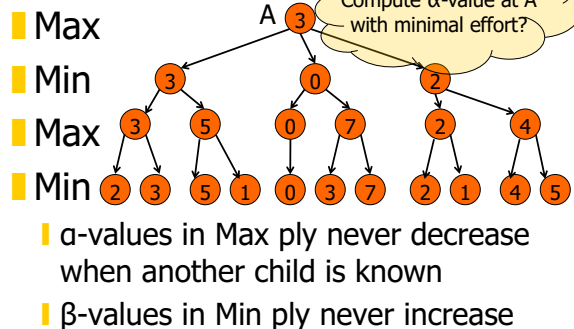 Compute α-value at A
with minimal effort?
Max A 3
Min 3 0 2
Max 3 5 0 7 2 4
Min 2 3 5 1 0 3 7 2 1 4 5
α-values in Max ply never decrease
when another child is known
β-values in Min ply never increase